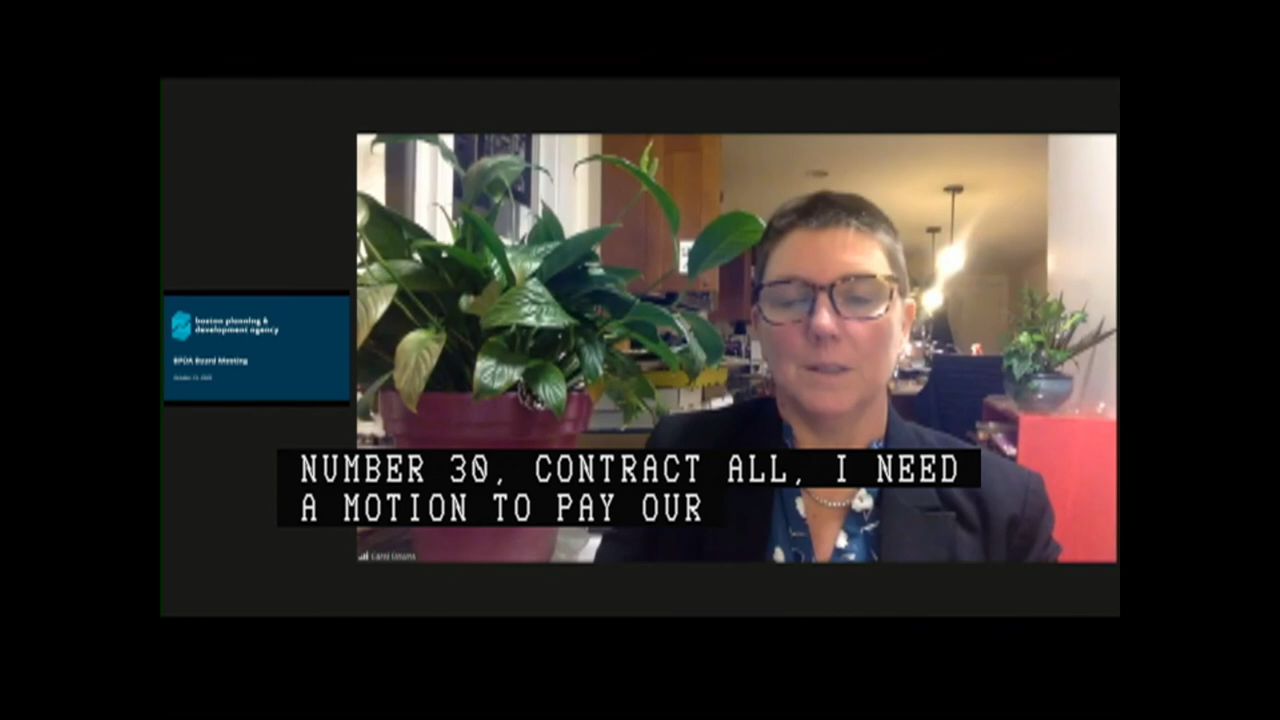 boston planning &
development agency
BPDA Board Meeting
NUMBER 30, CONTRACT ALL, I NEED
A MOTION TO PAY OUR